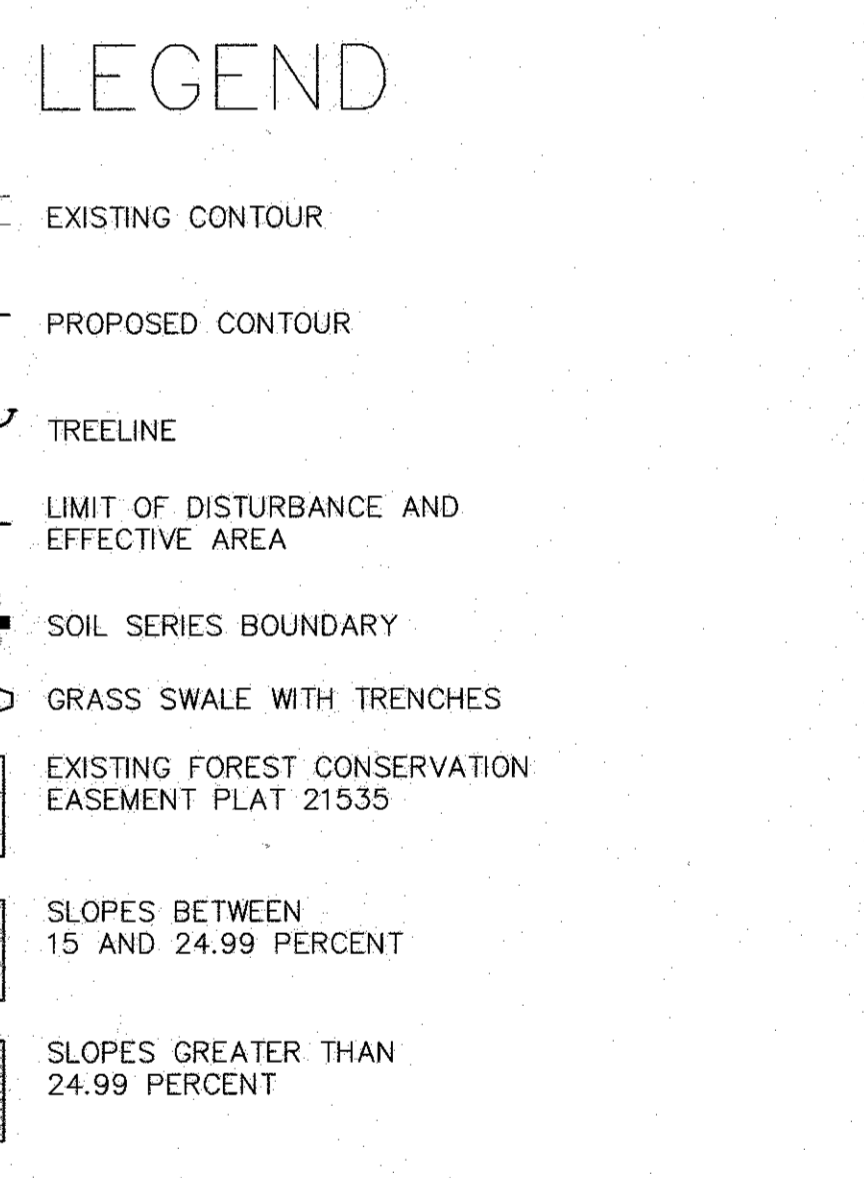 LEGEND
EXISTING CONTOUR
PROPOSED CONTOUR
TREELINE
LIMIT OF DISTURBANCE AND
EFFECTIVE AREA
SOIL SERIES BOUNDARY
GRASS SWALE WITH TRENCHES
EXISTING FOREST CONSERVATION
EASEMENT PLAT 21535
SLOPES BETWEEN
15 AND 24.99 PERCENT
SLOPES GREATER THAN
24.99 PERCENT